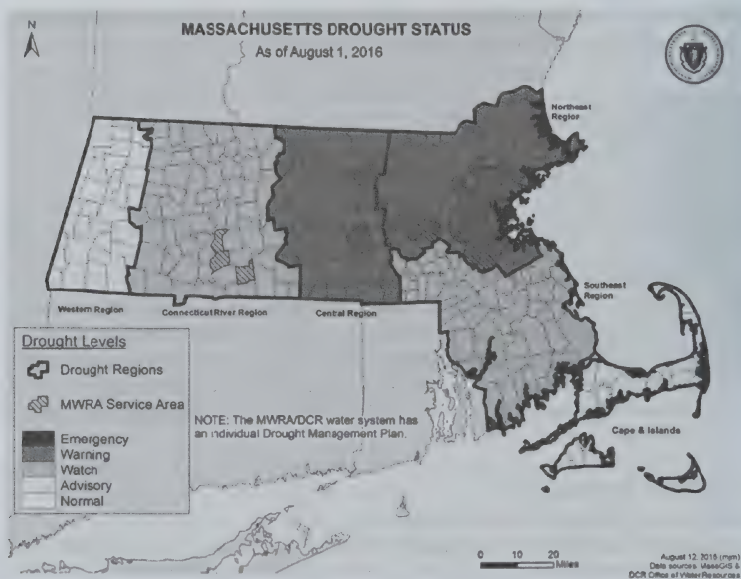 N
MASSACHUSETTS DROUGHT STATUS
As of August 1, 2016
Northeast
Region
Southeast
Region
Western Region
Connecticut River Region
Central Region
Drought Levels
Drought Regions
MWRA Service Area
NOTE: The MWRA/DCR water system has
an individual Drought Management Plan.
Emergency
Warning
Watch
Advisory
Normal
Cape & Islands
0 10 20
Miles
August 12, 2016 (mjm)
Data sources: MassGIS &
DCR Office of Water Resources